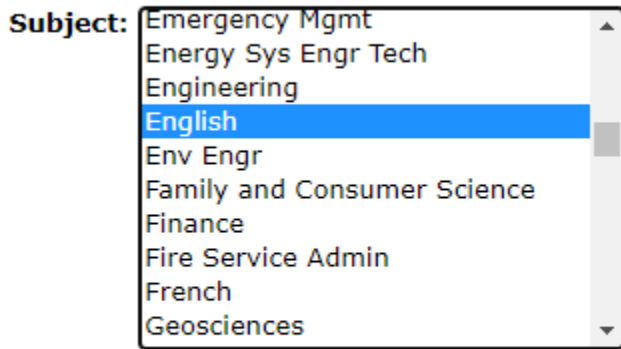 Subject: Emergency Mgmt
Energy Sys Engr Tech
Engineering
English
Env Engr
Family and Consumer Science
Finance
Fire Service Admin
French
Geosciences